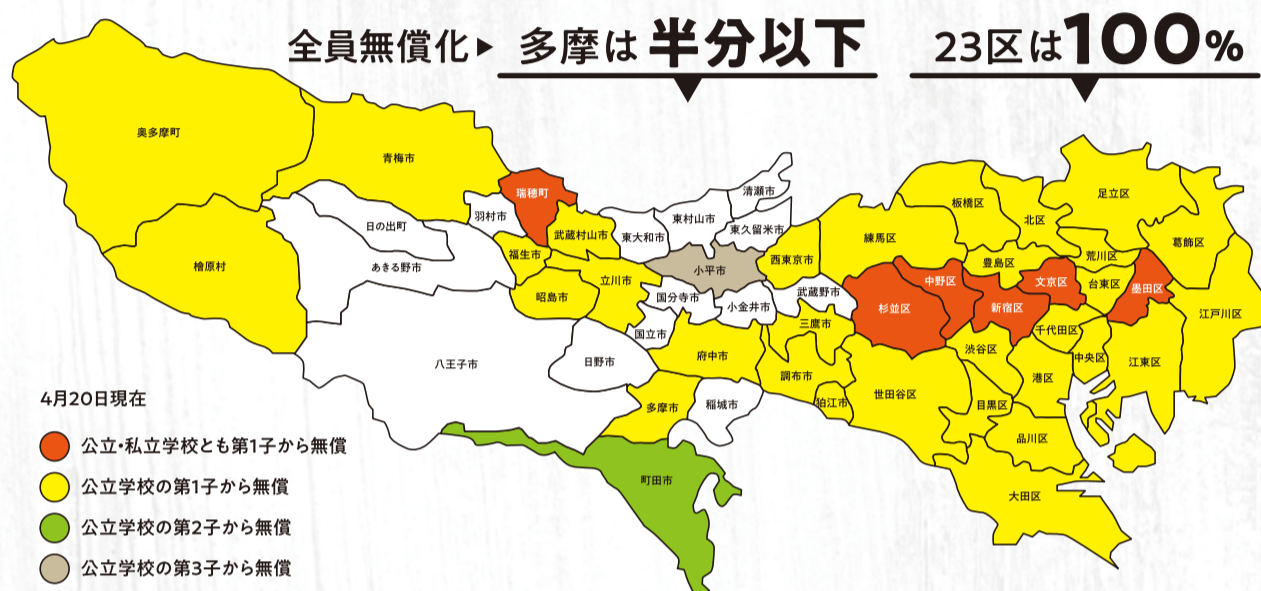 全員無償化▶ 多摩は半分以下 23区は100%
奥多摩町
青梅市
瑞穂町
羽村市
日の出町
檜原村
あきる野市
福生市
武蔵村山市
東大和市
東村山市
清瀬市
東久留米市
昭島市
立川市
小平市
西東京市
国分寺市
小金井市
武蔵野市
国立市
三鷹市
八王子市
日野市
府中市
調布市
狛江市
多摩市
稲城市
町田市
練馬区
板橋区
北区
足立区
葛飾区
豊島区
荒川区
杉並区
中野区
新宿区
文京区
台東区
墨田区
江戸川区
千代田区
渋谷区
中央区
江東区
港区
世田谷区
目黒区
品川区
大田区
4月20日現在
公立・私立学校とも第1子から無償
公立学校の第1子から無償
公立学校の第2子から無償
公立学校の第3子から無償